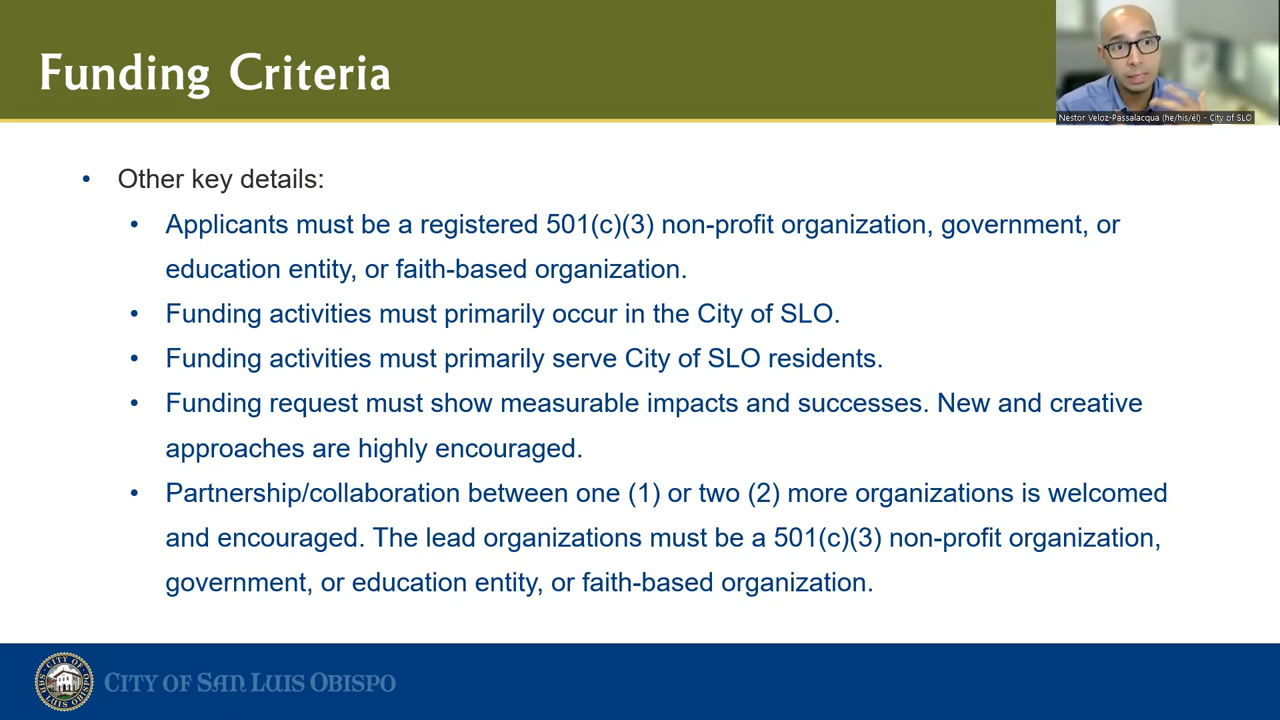 Funding Criteria
Nestor Veloz-Passalacqua (he/his/él) - City of SLO
• Other key details:
• Applicants must be a registered 501(c)(3) non-profit organization, government, or
education entity, or faith-based organization.
• Funding activities must primarily occur in the City of SLO.
• Funding activities must primarily serve City of SLO residents.
• Funding request must show measurable impacts and successes. New and creative
approaches are highly encouraged.
• Partnership/collaboration between one (1) or two (2) more organizations is welcomed
and encouraged. The lead organizations must be a 501(c)(3) non-profit organization,
government, or education entity, or faith-based organization.
CITY OF SAN LUIS OBISPO
CITY OF SAN LUIS OBISPO